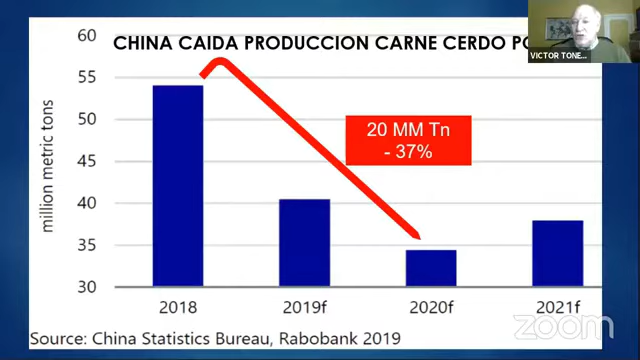 CHINA CAIDA PRODUCCION CARNE CERDO
VICTOR TONE...
60
55
50
45
40
35
30
million metric tons
20 MM Tn
- 37%
2018
2019f
2020f
2021f
zoom
Source: China Statistics Bureau, Rabobank 2019